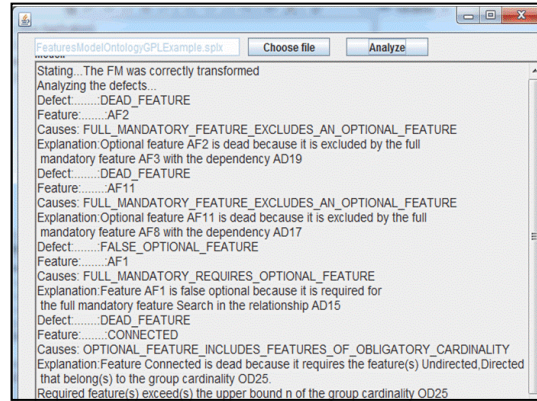 FeaturesModelOntologyGPLExample.splx Choose file Analyze
Stating...The FM was correctly transformed
Analyzing the defects...
Defect:.......:DEAD_FEATURE
Feature:.......:AF2
Causes: FULL_MANDATORY_FEATURE_EXCLUDES_AN_OPTIONAL_FEATURE
Explanation:Optional feature AF2 is dead because it is excluded by the full
mandatory feature AF3 with the dependency AD19
Defect:.......:DEAD_FEATURE
Feature:.......:AF11
Causes: FULL_MANDATORY_FEATURE_EXCLUDES_AN_OPTIONAL_FEATURE
Explanation:Optional feature AF11 is dead because it is excluded by the full
mandatory feature AF8 with the dependency AD17
Defect:.......:FALSE_OPTIONAL_FEATURE
Feature:.......:AF1
Causes: FULL_MANDATORY_REQUIRES_OPTIONAL_FEATURE
Explanation:Feature AF1 is false optional because it is required for
the full mandatory feature Search in the relationship AD15
Defect:.......:DEAD_FEATURE
Feature:.......:CONNECTED
Causes: OPTIONAL_FEATURE_INCLUDES_FEATURES_OF_OBLIGATORY_CARDINALITY
Explanation:Feature Connected is dead because it requires the feature(s) Undirected,Directed
that belong(s) to the group cardinality OD25.
Required feature(s) exceed(s) the upper bound n of the group cardinality OD25